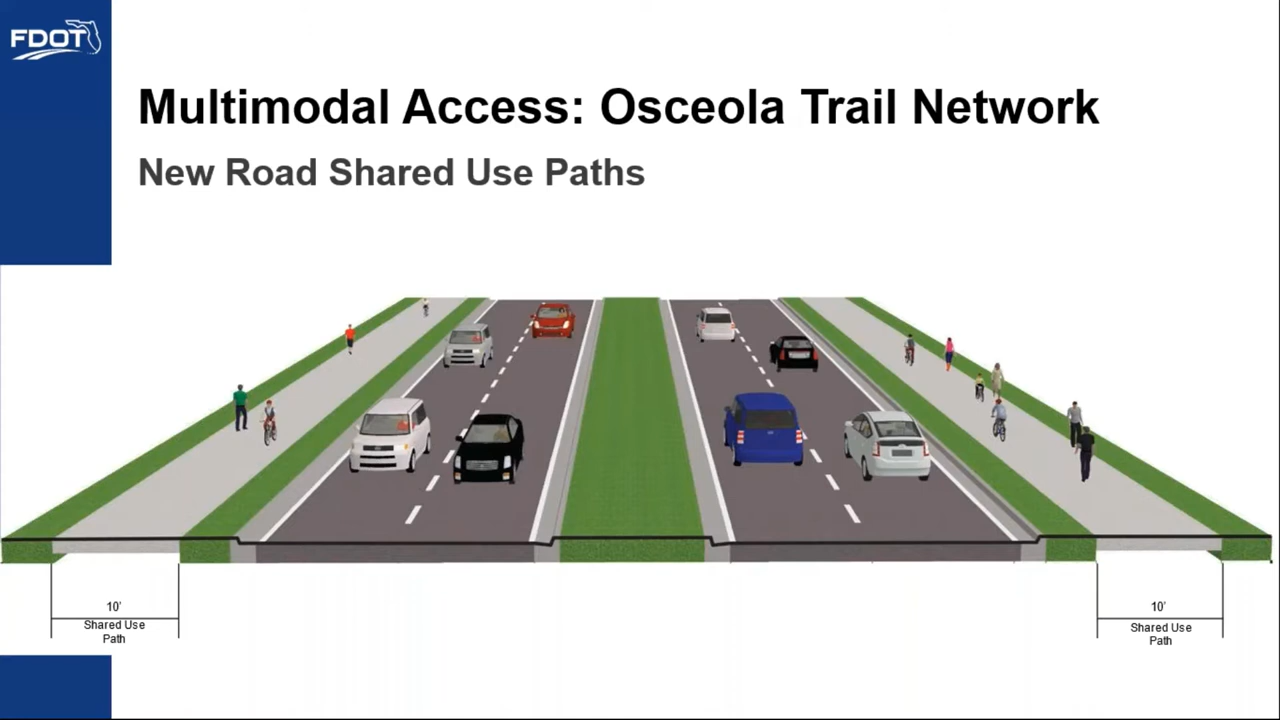 FDOT
Multimodal Access: Osceola Trail Network
New Road Shared Use Paths
10'
Shared Use
Path
10'
Shared Use
Path